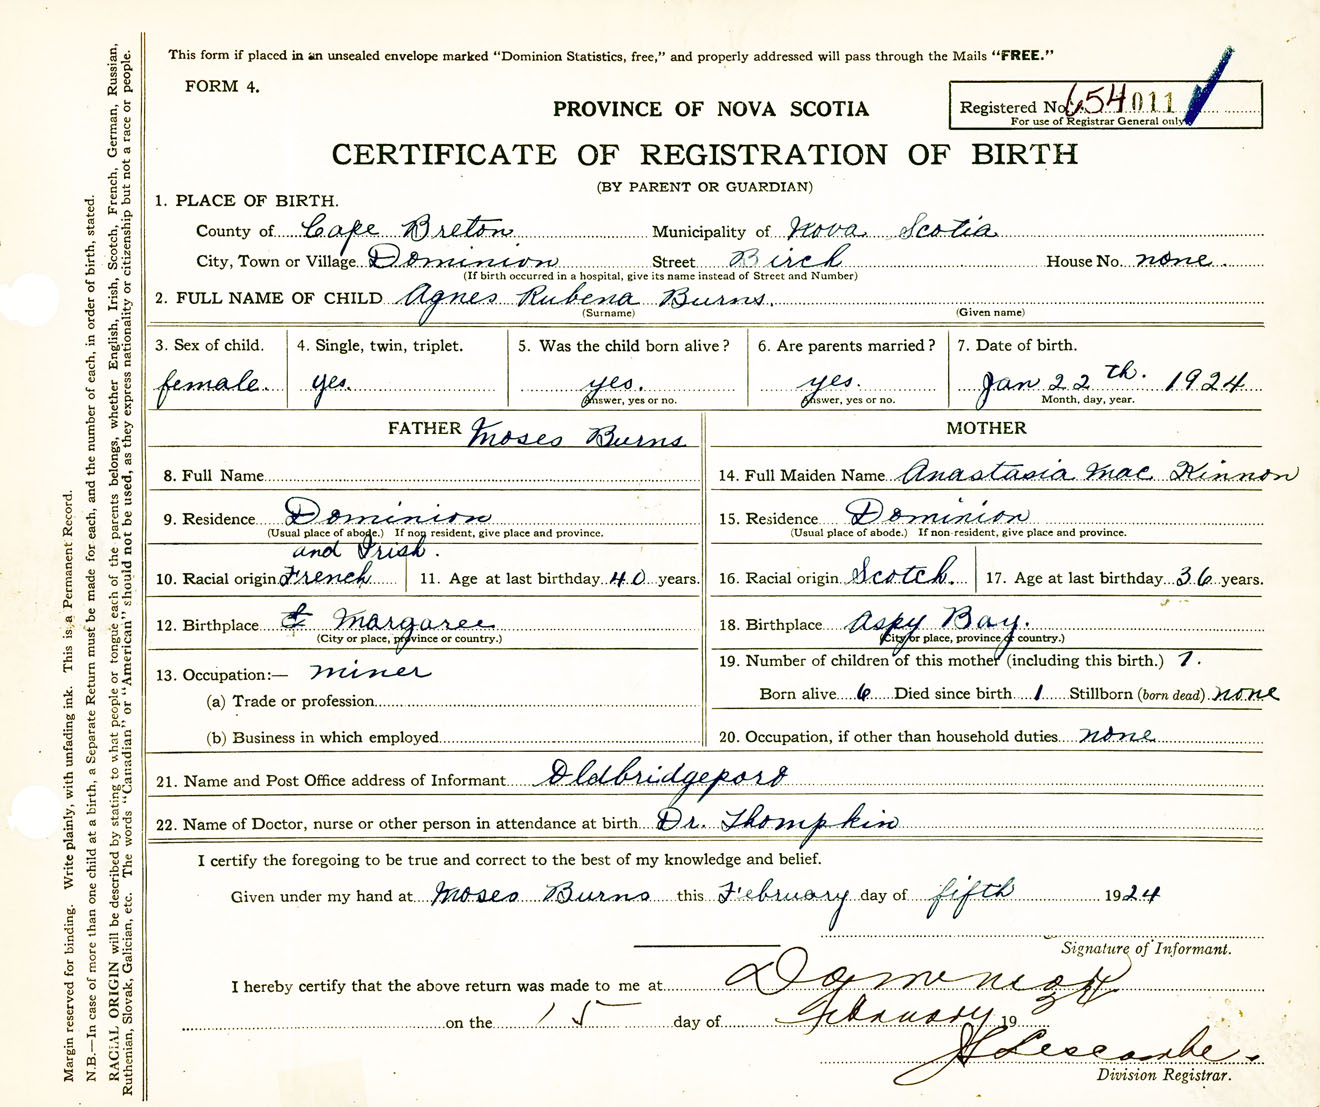 This form if placed in an unsealed envelope marked "Dominion Statistics, free," and properly addressed will pass through the Mails "FREE."
FORM 4.
PROVINCE OF NOVA SCOTIA
Registered No. 654011
For use of Registrar General only
CERTIFICATE OF REGISTRATION OF BIRTH
(BY PARENT OR GUARDIAN)
1. PLACE OF BIRTH.
County of Cape Breton Municipality of Nova Scotia
City, Town or Village Dominion Street Birch House No. none
(If birth occurred in a hospital, give its name instead of Street and Number)
2. FULL NAME OF CHILD Agnes Rubena Burns.
(Surname) (Given name)
3. Sex of child. 4. Single, twin, triplet. 5. Was the child born alive? 6. Are parents married? 7. Date of birth.
female. yes. yes. yes. Jan 22th. 1924
Answer, yes or no. Answer, yes or no. Month, day, year.
FATHER Moses Burns MOTHER
8. Full Name 14. Full Maiden Name Anastasia Mac Kinnon
9. Residence Dominion 15. Residence Dominion
(Usual place of abode.) If non resident, give place and province. (Usual place of abode.) If non-resident, give place and province.
and Irish.
10. Racial origin French 11. Age at last birthday 40 years. 16. Racial origin Scotch. 17. Age at last birthday 36 years.
12. Birthplace Margaree 18. Birthplace Aspy Bay.
(City or place, province or country.) (City or place, province or country.)
13. Occupation:— miner 19. Number of children of this mother (including this birth.) 7.
(a) Trade or profession Born alive 6 Died since birth 1 Stillborn (born dead) none
(b) Business in which employed 20. Occupation, if other than household duties none
21. Name and Post Office address of Informant Oldbridgeport
22. Name of Doctor, nurse or other person in attendance at birth Dr. Thompkin
I certify the foregoing to be true and correct to the best of my knowledge and belief.
Given under my hand at Moses Burns this February day of fifth 1924
Signature of Informant.
I hereby certify that the above return was made to me at Dominion
on the 15 day of February 19
Division Registrar.
Margin reserved for binding. Write plainly, with unfading ink. This is a Permanent Record.
N.B.—In case of more than one child at a birth, a Separate Return must be made for each, and the number of each, in order of birth, stated.
RACIAL ORIGIN will be described by stating to what people or tongue each of the parents belongs, whether English, Irish, Scotch, French, German, Russian,
Ruthenian, Slovak, Galician, etc. The words "Canadian" or "American" should not be used, as they express nationality or citizenship but not a race or people.